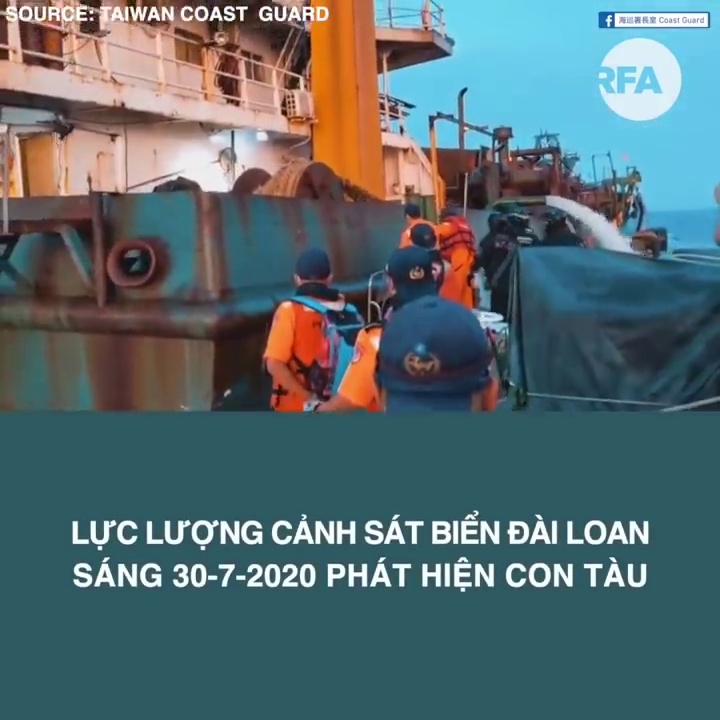 SOURCE: TAIWAN COAST GUARD
海巡署長室 Coast Guard
RFA
LỰC LƯỢNG CẢNH SÁT BIỂN ĐÀI LOAN
SÁNG 30-7-2020 PHÁT HIỆN CON TÀU